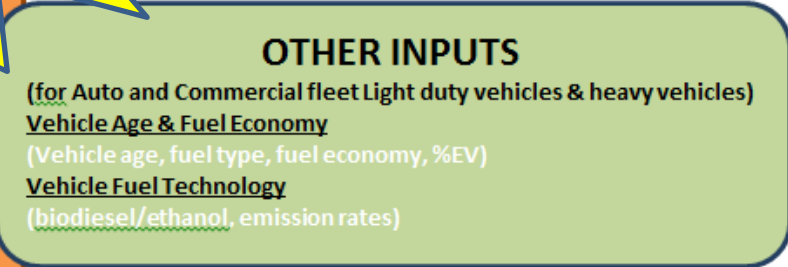 OTHER INPUTS
(for Auto and Commercial fleet Light duty vehicles & heavy vehicles)
Vehicle Age & Fuel Economy
(Vehicle age, fuel type, fuel economy, %EV)
Vehicle Fuel Technology
(biodiesel/ethanol, emission rates)